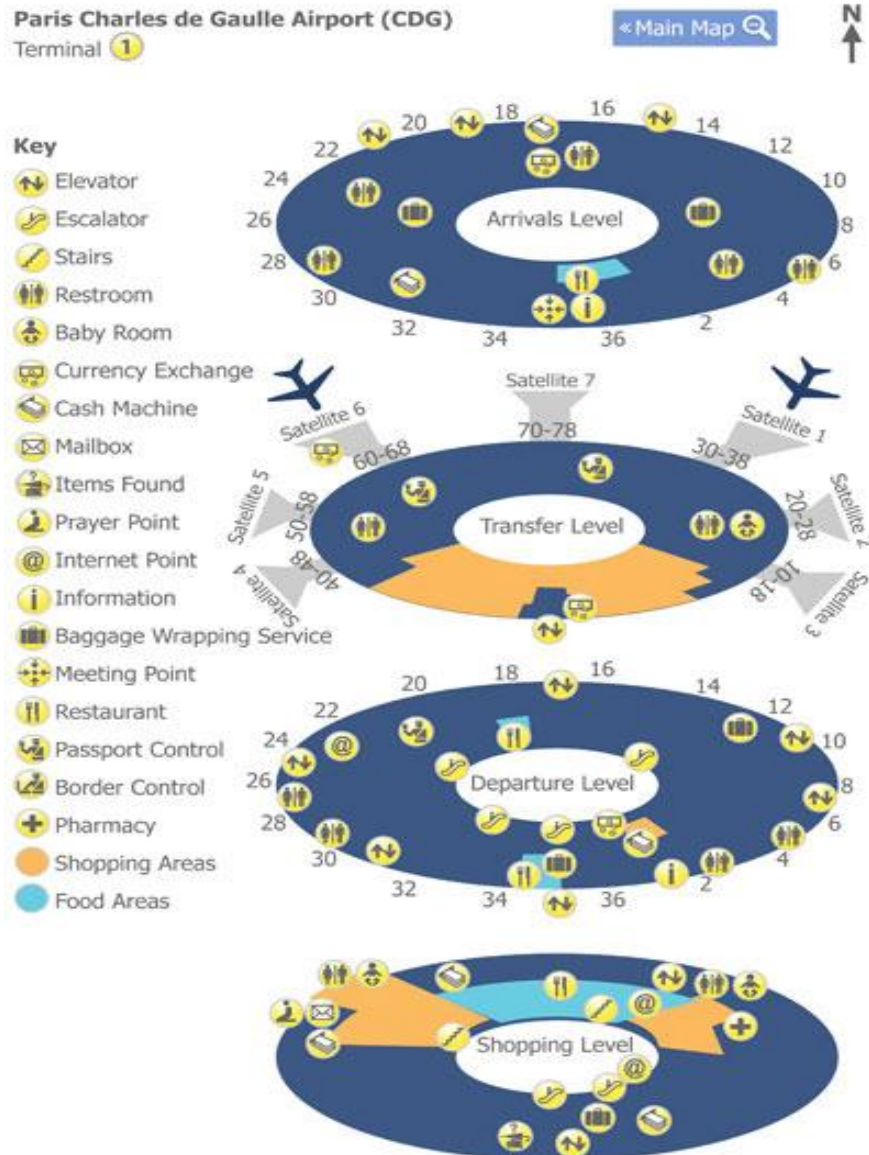 Paris Charles de Gaulle Airport (CDG)
Terminal 1
«Main Map
N
Key
Elevator
Escalator
Stairs
Restroom
Baby Room
Currency Exchange
Cash Machine
Mailbox
Items Found
Prayer Point
@ Internet Point
i Information
Baggage Wrapping Service
Meeting Point
Restaurant
Passport Control
Border Control
Pharmacy
Shopping Areas
Food Areas
18 16
20 14
22 12
24 10
26 Arrivals Level 8
28 6
30 4
32 2
34 36
i
Satellite 7
Satellite 6 70-78 Satellite 1
60-68 30-38
Satellite 5 50-58 Transfer Level 20-28 Satellite 2
Satellite 4 40-48 10-18 Satellite 3
18 16
20 14
22 12
@
24 10
26 Departure Level 8
28 6
30 4
32 2
34 36
i
@
Shopping Level
@
?